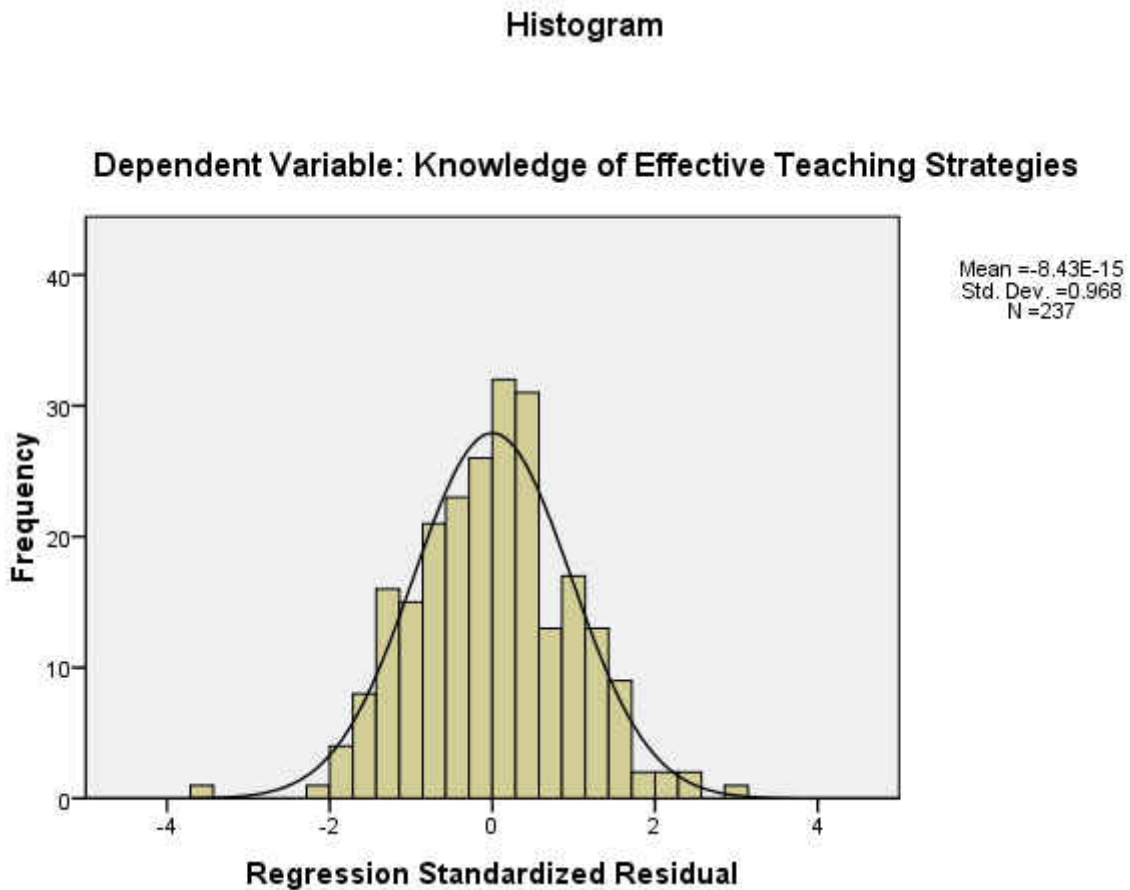 Histogram
Dependent Variable: Knowledge of Effective Teaching Strategies
Mean =-8.43E-15
Std. Dev. =0.968
N =237
Frequency
40
30
20
10
0
-4
-2
0
2
4
Regression Standardized Residual